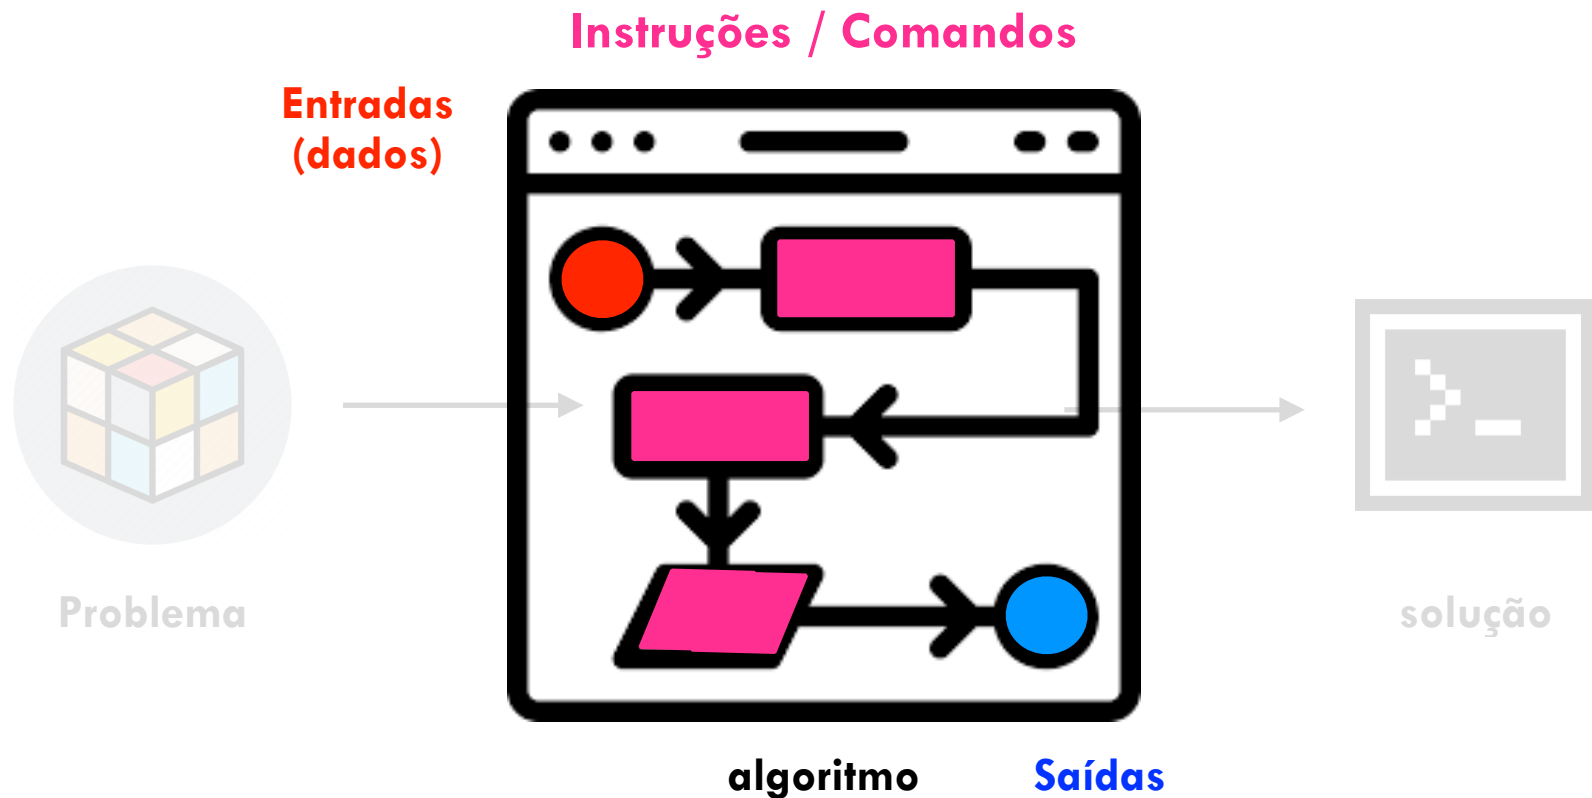 Instruções / Comandos
Entradas
(dados)
Problema
solução
algoritmo
Saídas